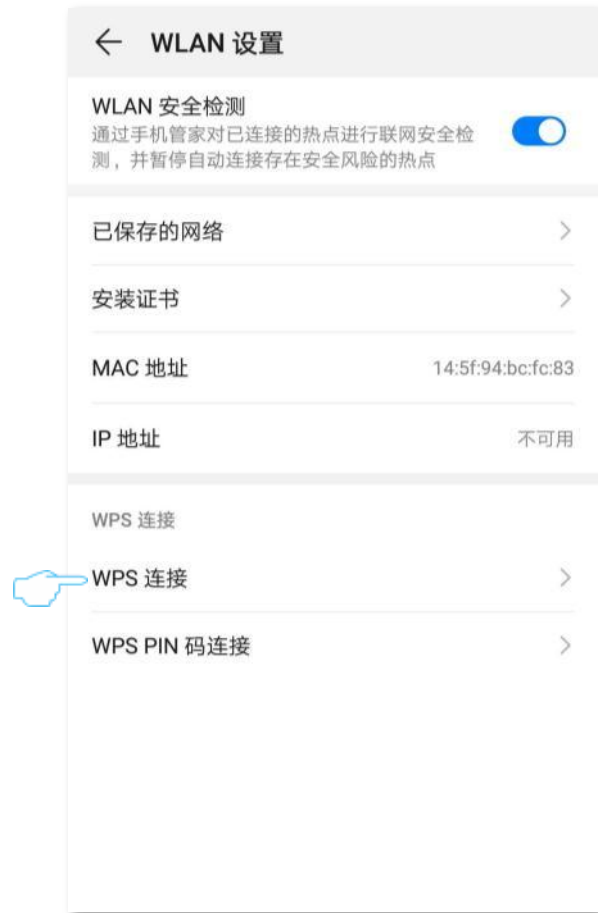 WLAN 设置
WLAN 安全检测
通过手机管家对已连接的热点进行联网安全检
测，并暂停自动连接存在安全风险的热点
已保存的网络
安装证书
MAC 地址 14:5f:94:bc:fc:83
IP 地址 不可用
WPS 连接
WPS 连接
WPS PIN 码连接